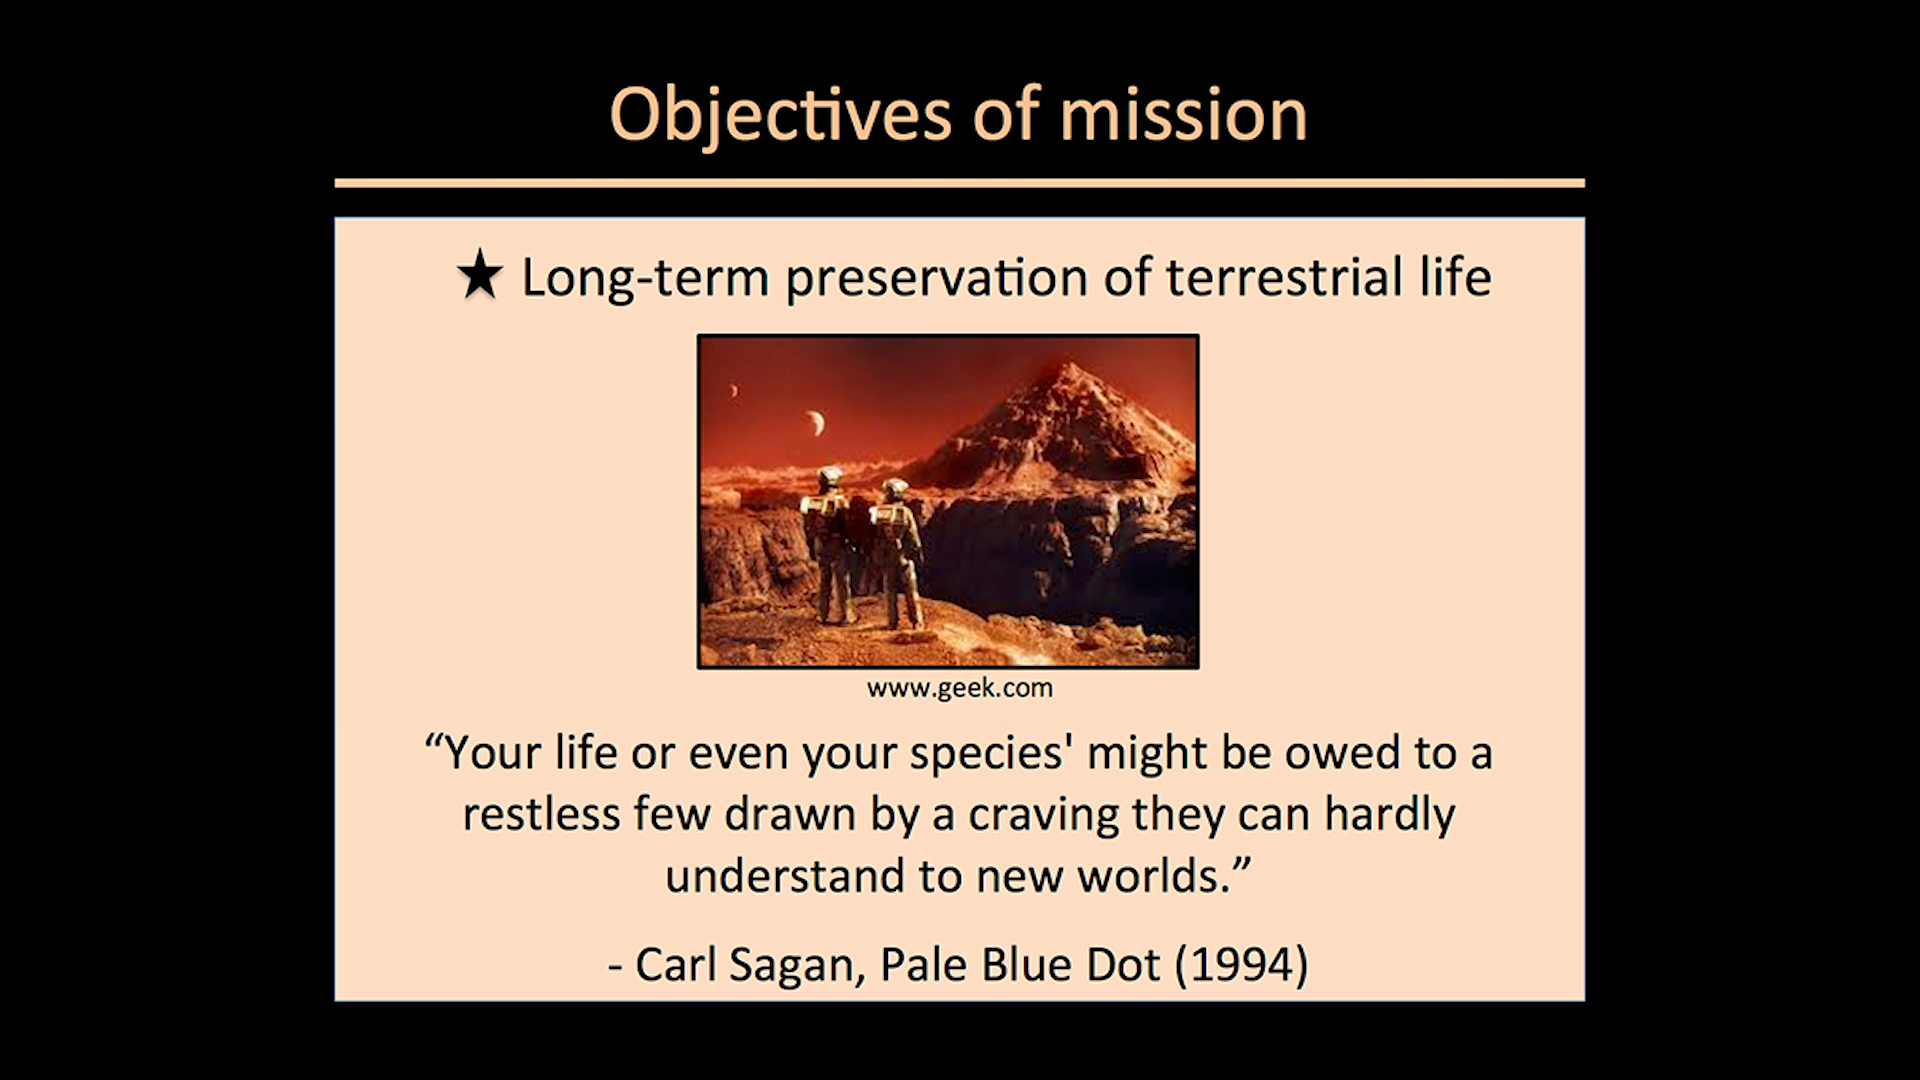 Objectives of mission
★ Long-term preservation of terrestrial life
www.geek.com
“Your life or even your species' might be owed to a
restless few drawn by a craving they can hardly
understand to new worlds.”
- Carl Sagan, Pale Blue Dot (1994)